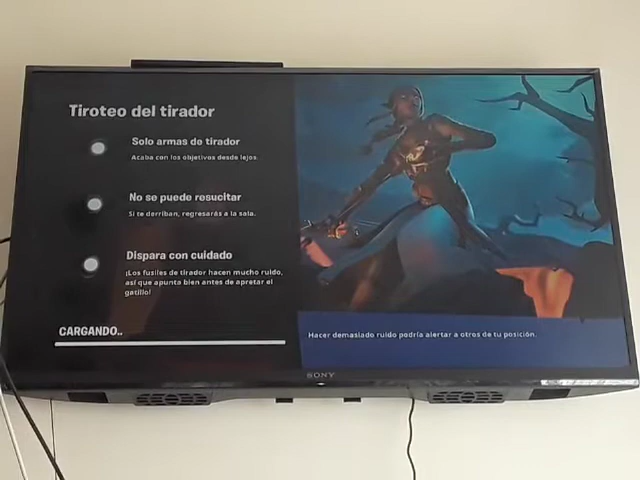 Tiroteo del tirador
Solo armas de tirador
Acaba con los objetivos desde lejos.
No se puede resucitar
Si te derriban, regresarás a la sala.
Dispara con cuidado
¡Los fusiles de tirador hacen mucho ruido,
así que apunta bien antes de apretar el
gatillo!
CARGANDO..
Hacer demasiado ruido podría alertar a otros de tu posición.
SONY